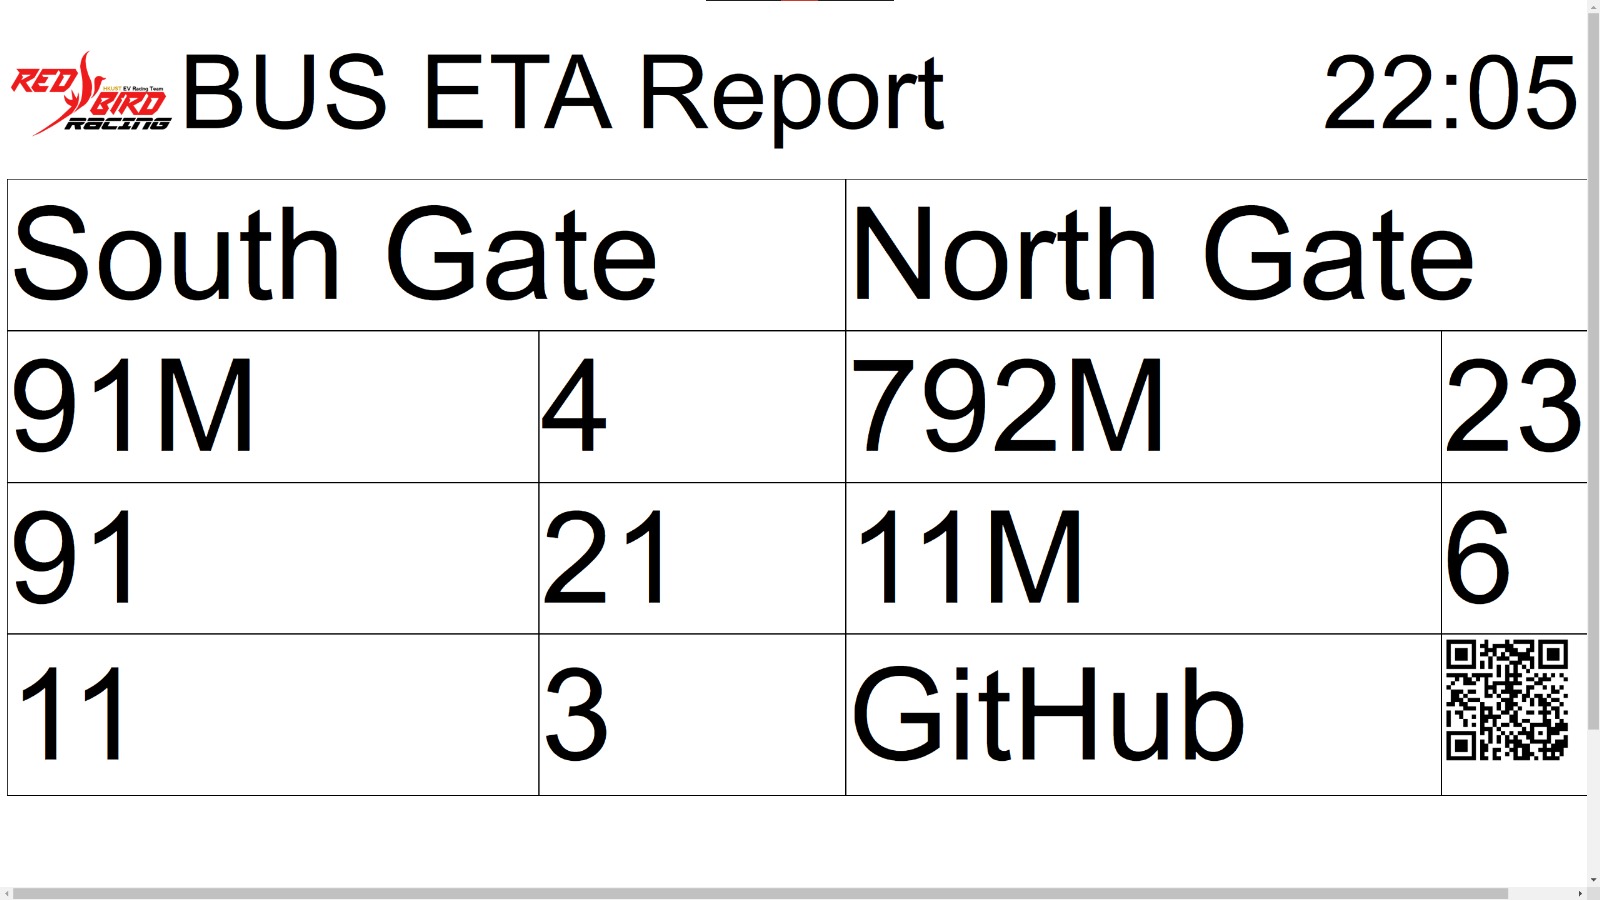 RED BIRD RACING
HKUST EV Racing Team
BUS ETA Report
22:05
South Gate
North Gate
91M 4 792M 23
91 21 11M 6
11 3 GitHub